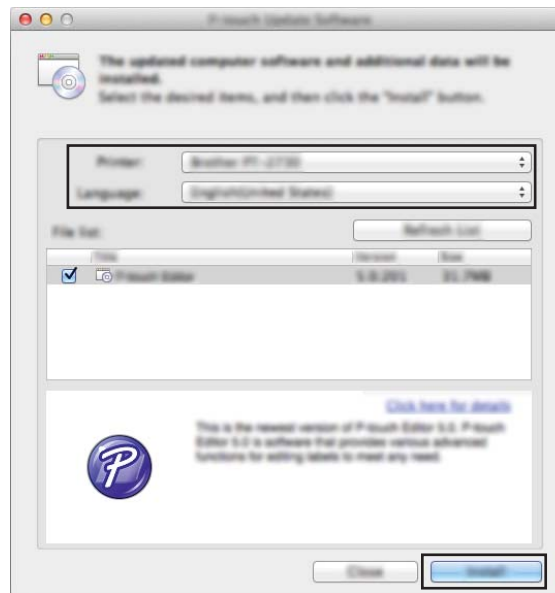 P-touch Update Software
The updated computer software and additional data will be
installed.
Select the desired items, and then click the "Install" button.
Printer: Brother PT-2730
Language: English(United States)
File list: Refresh List
Title Version Size
P-touch Editor 5.0.201 31.7MB
Click here for details
This is the newest version of P-touch Editor 5.0. P-touch
Editor 5.0 is software that provides various advanced
functions for editing labels to meet any need.
P
Close Install